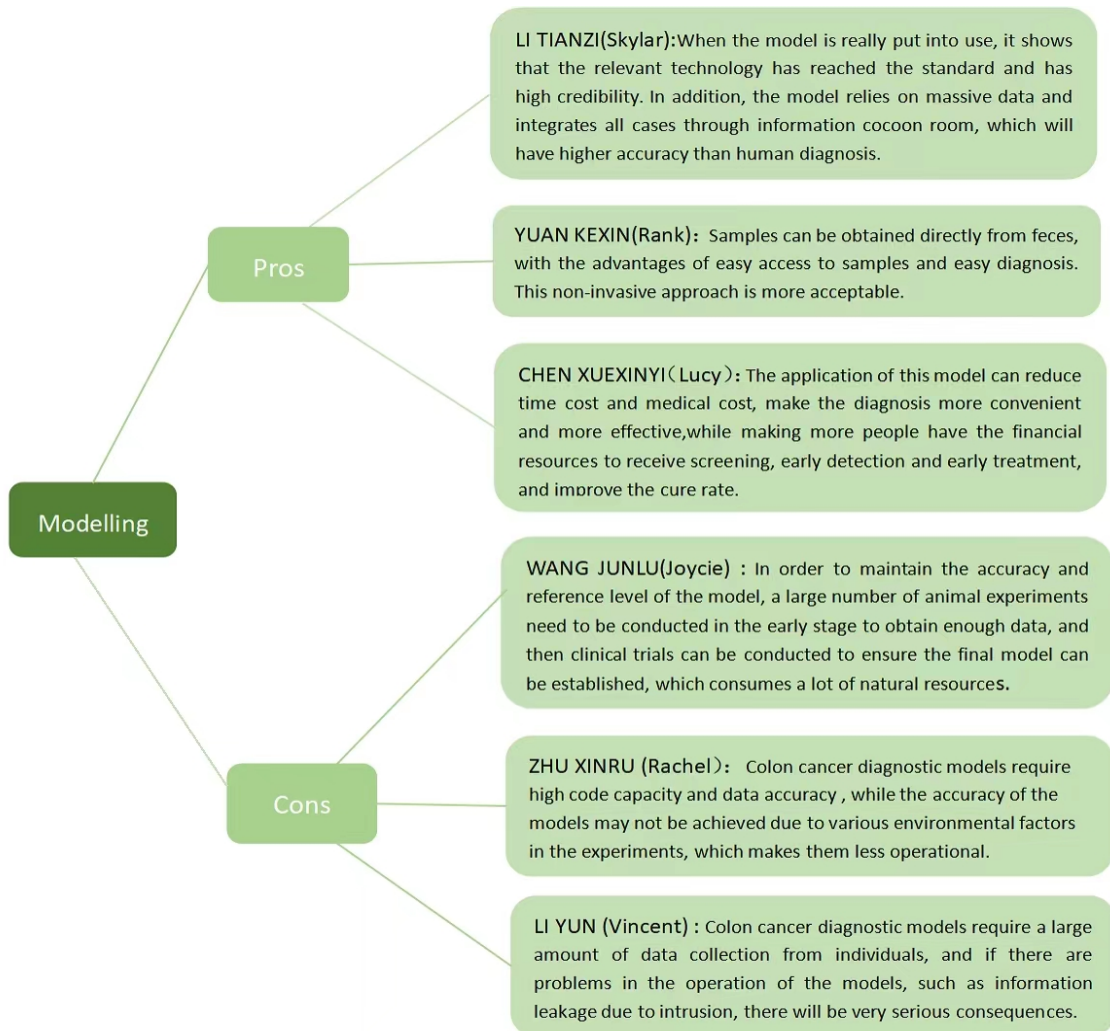 LI TIANZI(Skylar):When the model is really put into use, it shows
that the relevant technology has reached the standard and has
high credibility. In addition, the model relies on massive data and
integrates all cases through information cocoon room, which will
have higher accuracy than human diagnosis.
Pros
YUAN KEXIN(Rank)： Samples can be obtained directly from feces,
with the advantages of easy access to samples and easy diagnosis.
This non-invasive approach is more acceptable.
CHEN XUEXINYI（Lucy）: The application of this model can reduce
time cost and medical cost, make the diagnosis more convenient
and more effective,while making more people have the financial
resources to receive screening, early detection and early treatment,
and improve the cure rate.
Modelling
WANG JUNLU(Joycie) : In order to maintain the accuracy and
reference level of the model, a large number of animal experiments
need to be conducted in the early stage to obtain enough data, and
then clinical trials can be conducted to ensure the final model can
be established, which consumes a lot of natural resources.
Cons
ZHU XINRU (Rachel）： Colon cancer diagnostic models require
high code capacity and data accuracy , while the accuracy of the
models may not be achieved due to various environmental factors
in the experiments, which makes them less operational.
LI YUN (Vincent) : Colon cancer diagnostic models require a large
amount of data collection from individuals, and if there are
problems in the operation of the models, such as information
leakage due to intrusion, there will be very serious consequences.